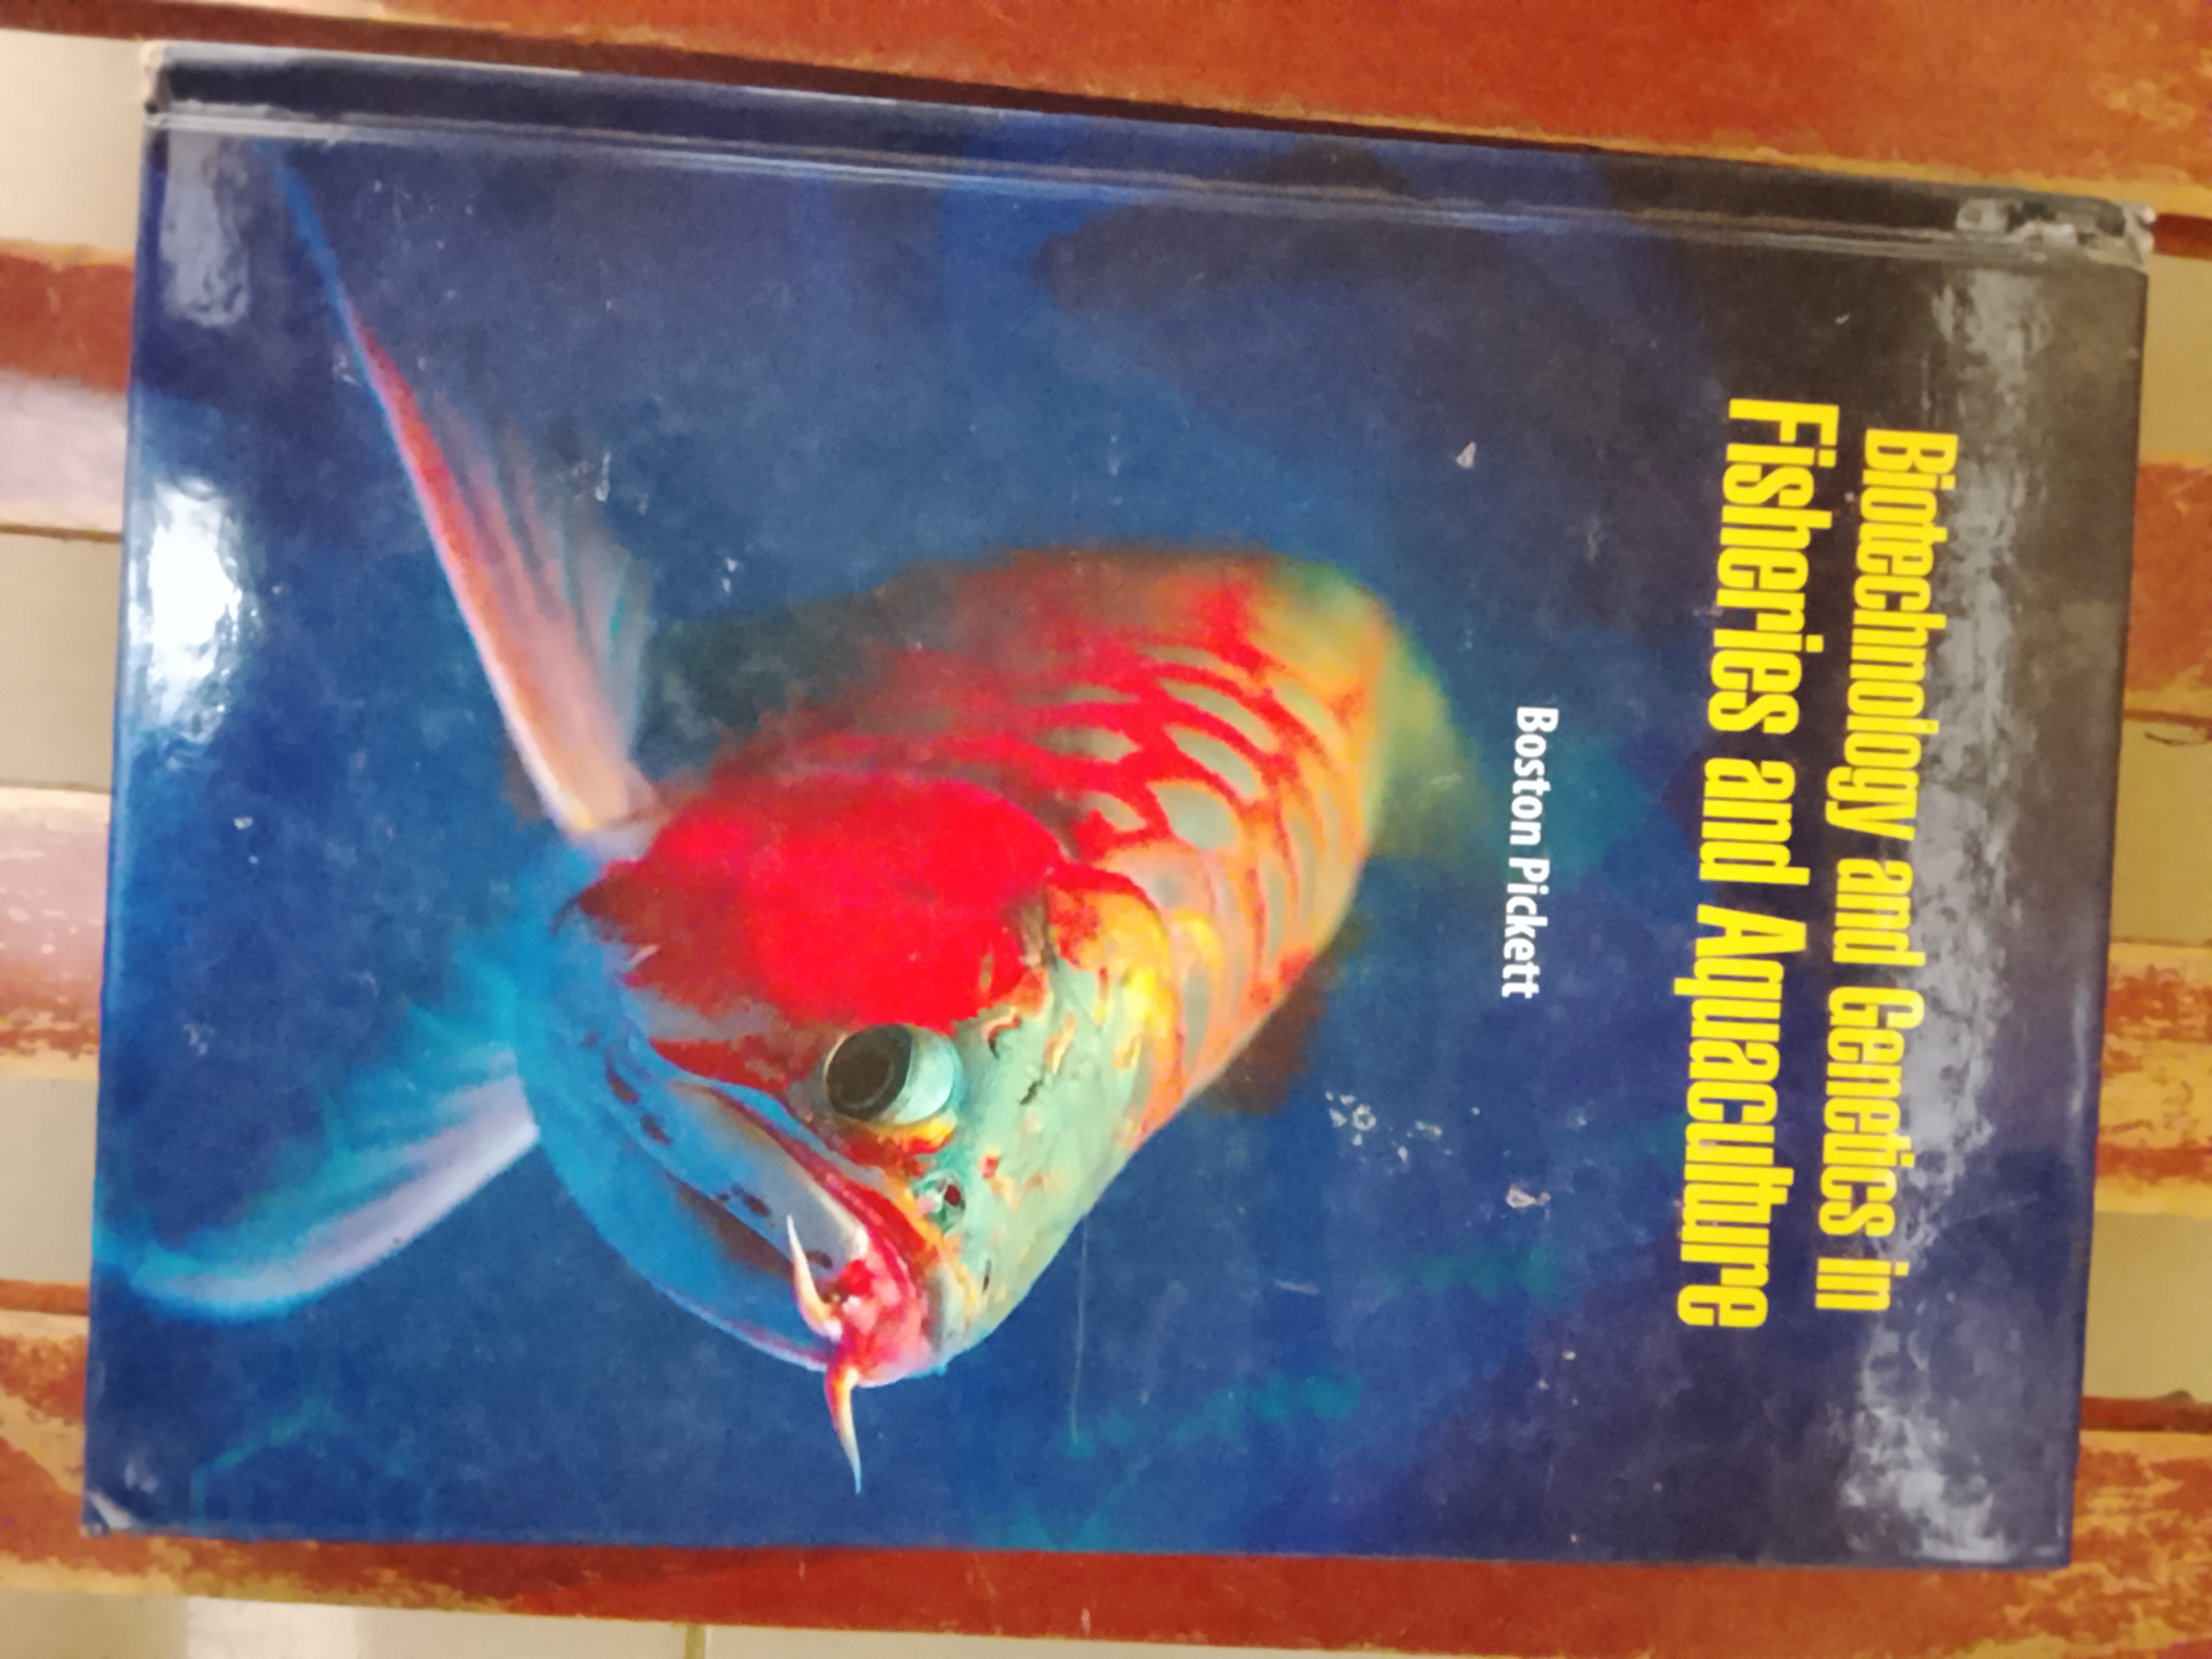 Biotechnology and Genetics in
Fisheries and Aquaculture
Boston Pickett